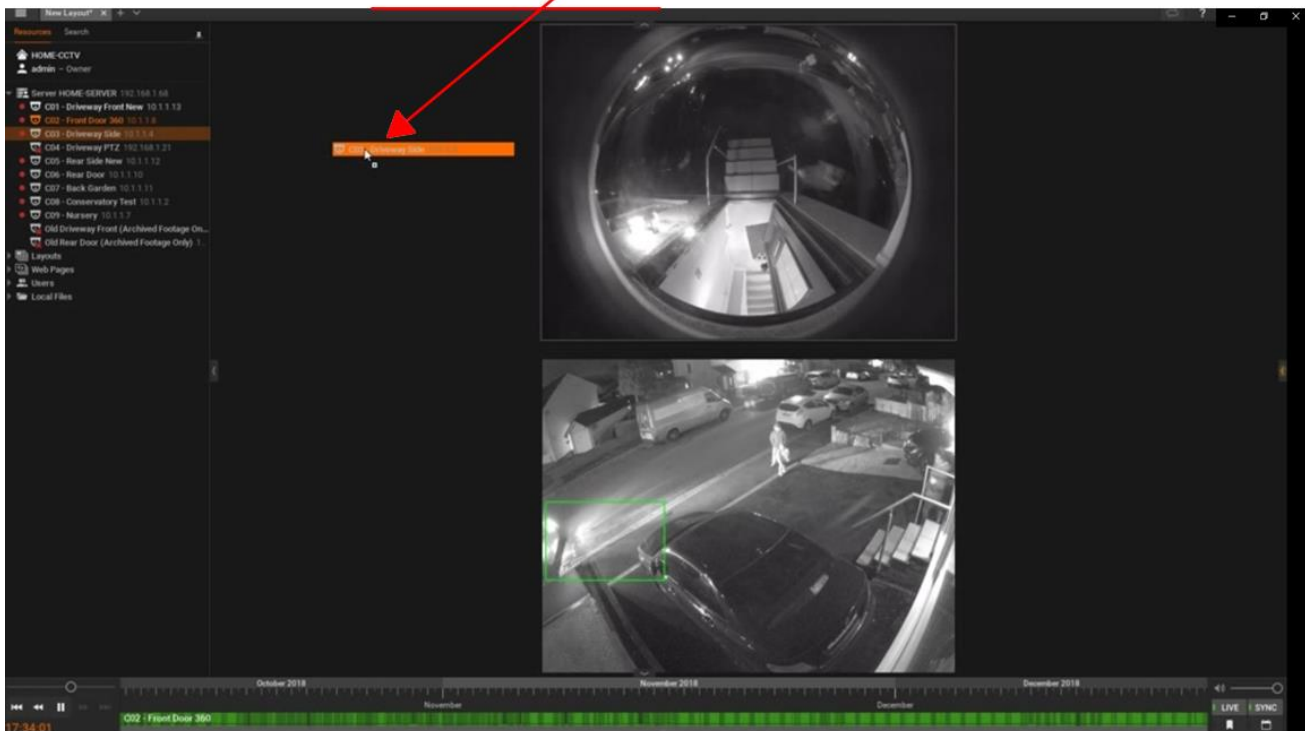 New Layout* × + ?
Resources Search
HOME-CCTV
admin – Owner
Server HOME-SERVER 192.168.1.68
C01 - Driveway Front New 10.1.1.13
C02 - Front Door 360 10.1.1.8
C03 - Driveway Side 10.1.1.4
C04 - Driveway PTZ 192.168.1.21
C05 - Rear Side New 10.1.1.12
C06 - Rear Door 10.1.1.10
C07 - Back Garden 10.1.1.11
C08 - Conservatory Test 10.1.1.2
C09 - Nursery 10.1.1.7
Old Driveway Front (Archived Footage On...
Old Rear Door (Archived Footage Only) 1...
Layouts
Web Pages
Users
Local Files
Driveway Side
October 2018 November 2018 December 2018
November December
C02 - Front Door 360
LIVE SYNC
17:34:01